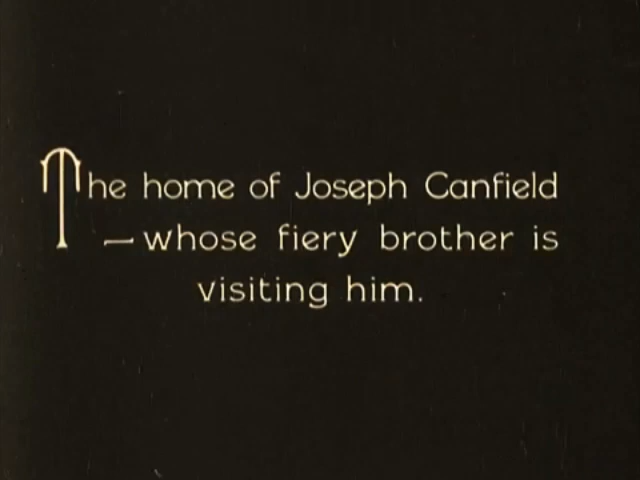 The home of Joseph Canfield
—whose fiery brother is
visiting him.